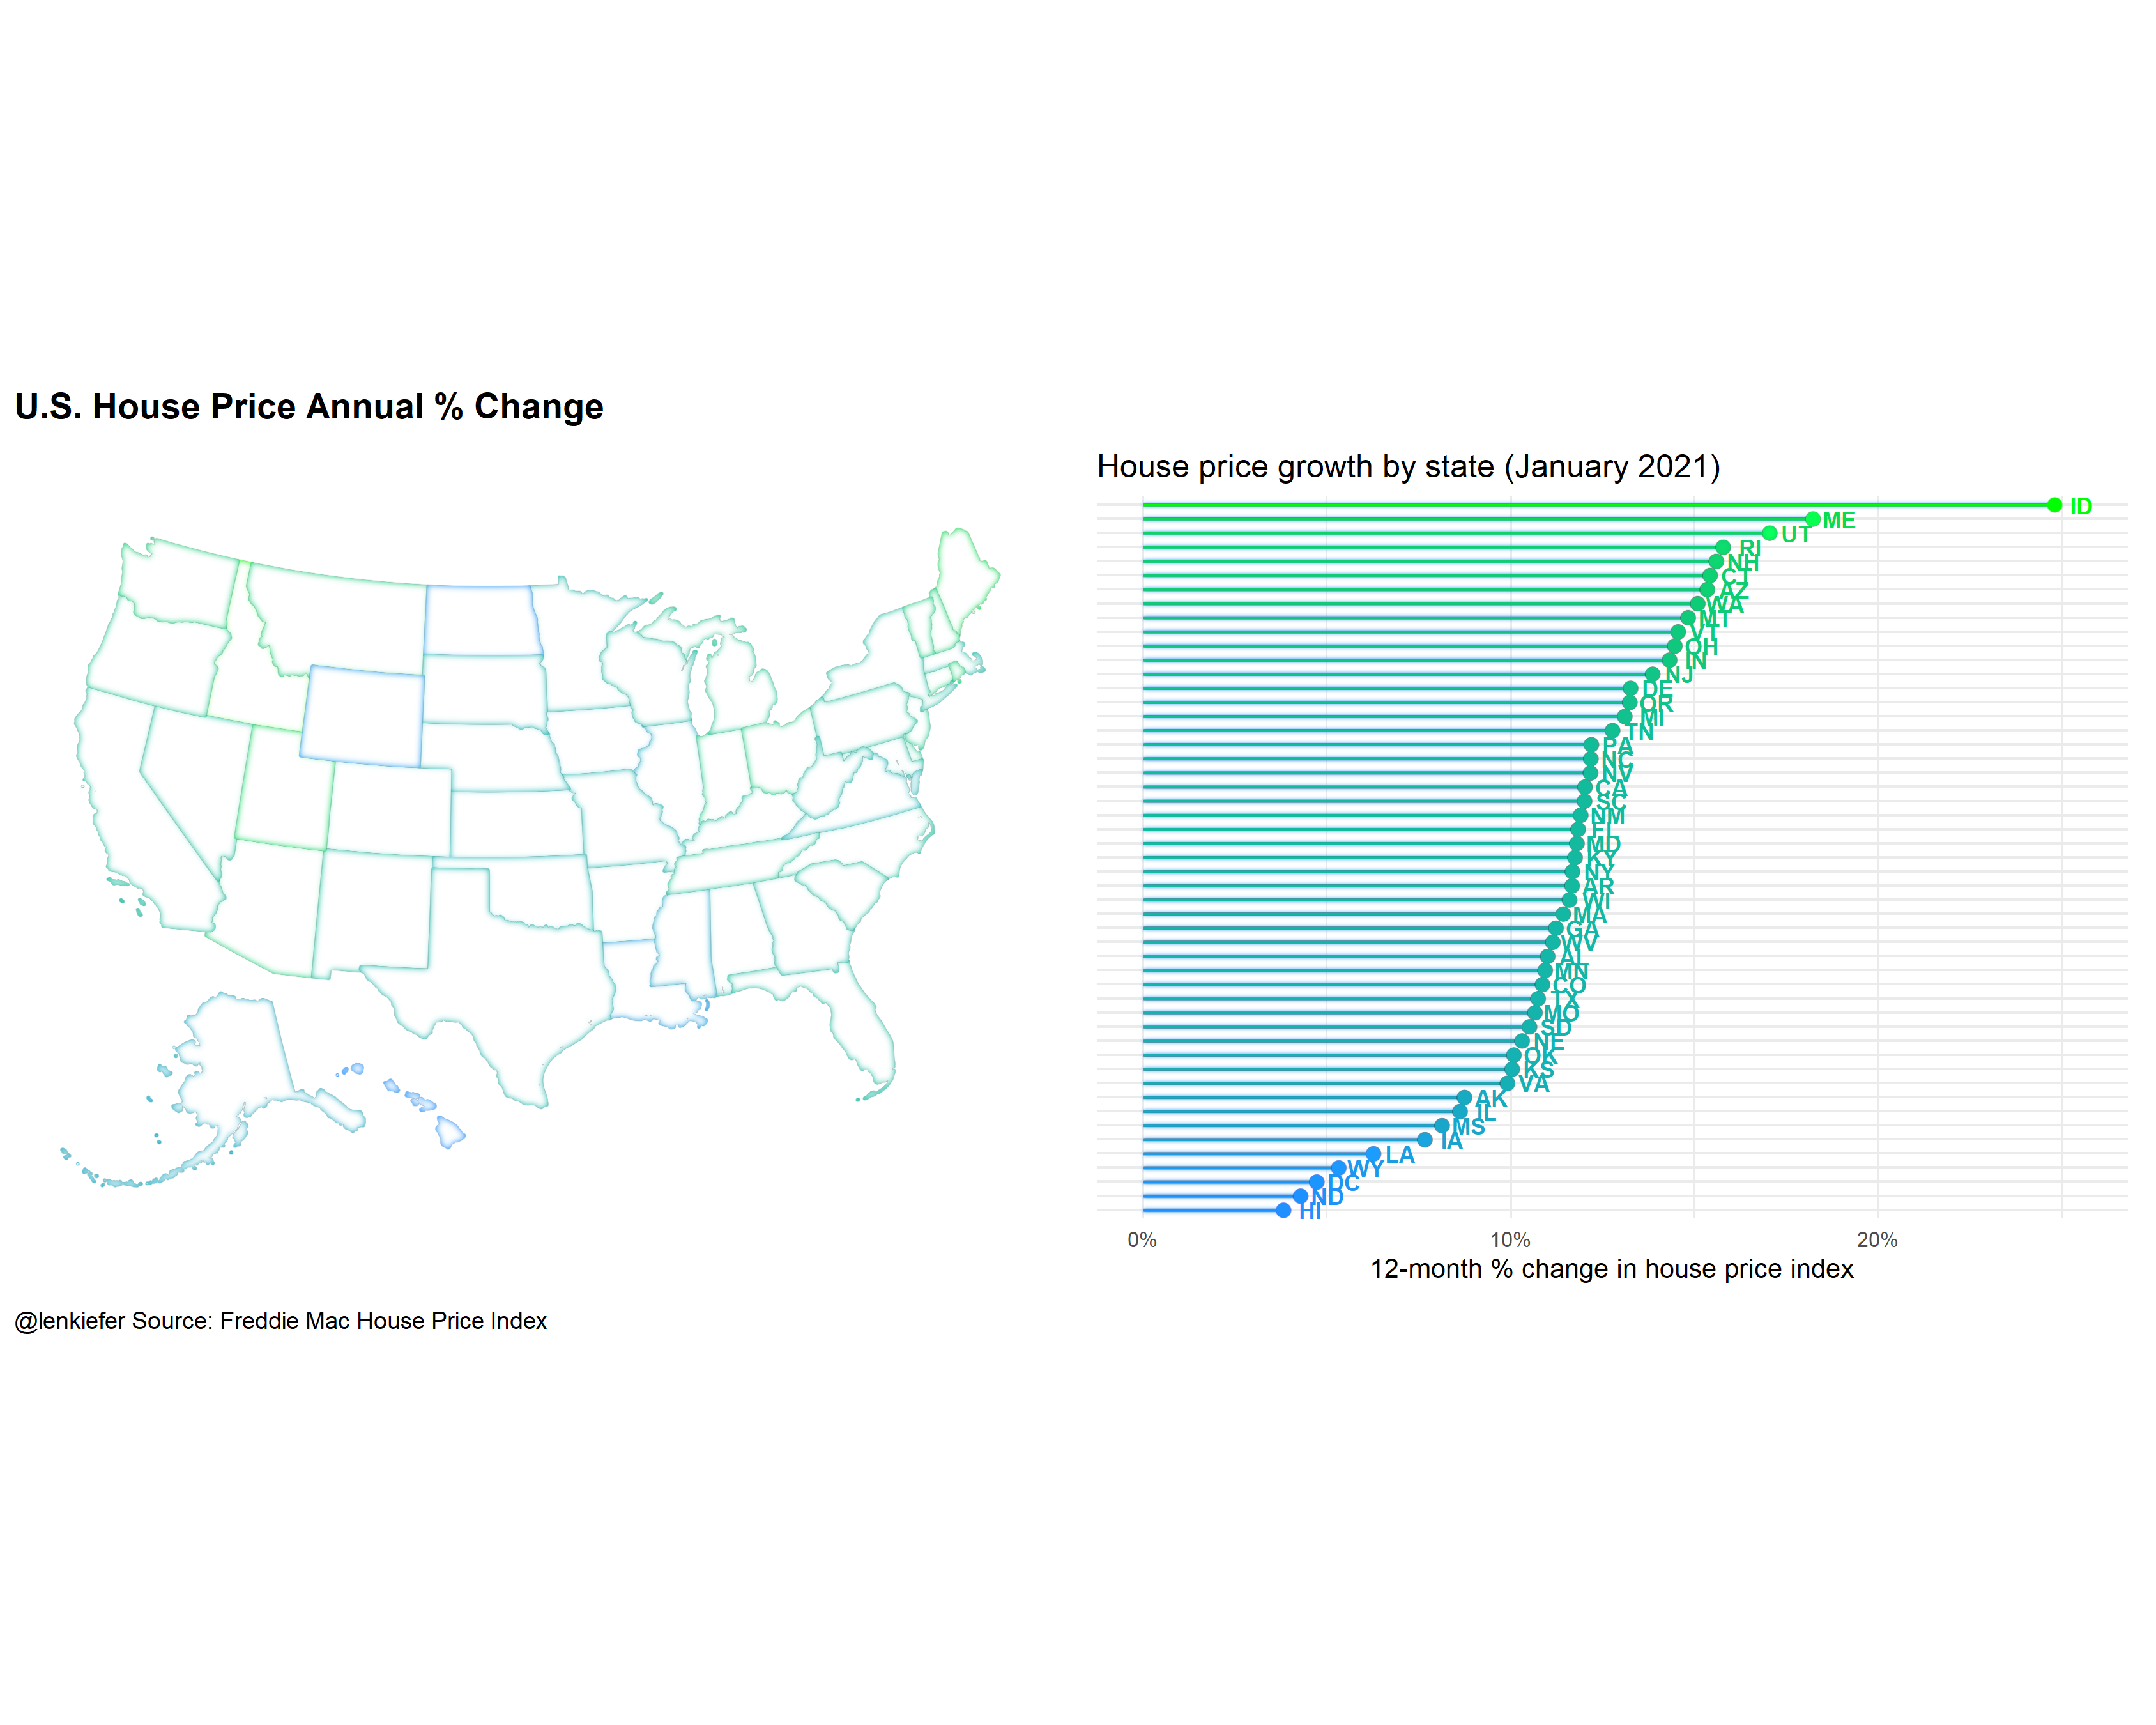 U.S. House Price Annual % Change
House price growth by state (January 2021)
ID
ME
UT
RI
NH
CT
AZ
WA
MT
VT
OH
IN
NJ
DE
OR
MI
TN
PA
NC
NV
CA
SC
NM
FL
MD
KY
NY
AR
WI
MA
GA
WV
AL
MN
CO
TX
MO
SD
NE
OK
KS
VA
AK
IL
MS
IA
LA
WY
DC
ND
HI
0% 10% 20%
12-month % change in house price index
@lenkiefer Source: Freddie Mac House Price Index